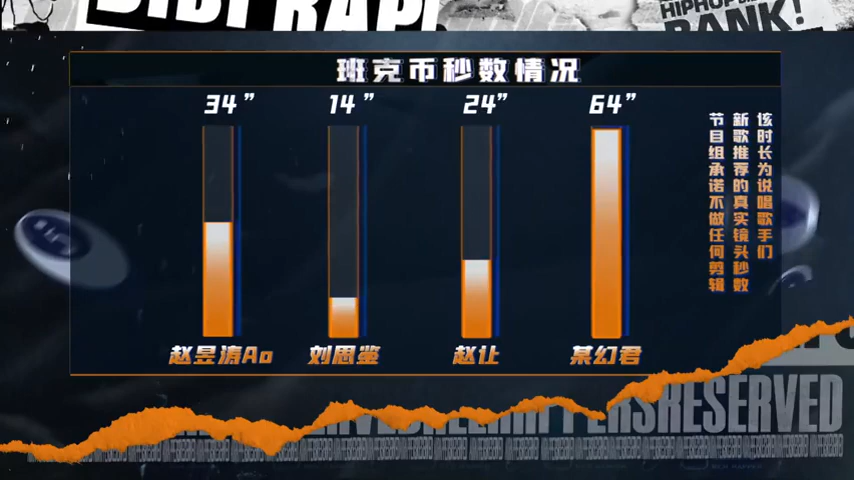 HIPHOP
BANK!
班克币秒数情况
34” 14” 24” 64”
该时长为说唱歌手们
新歌推荐的真实镜头秒数
节目组承诺不做任何剪辑
赵昱涛Ao 刘思鉴 赵让 某幻君
RESERVED